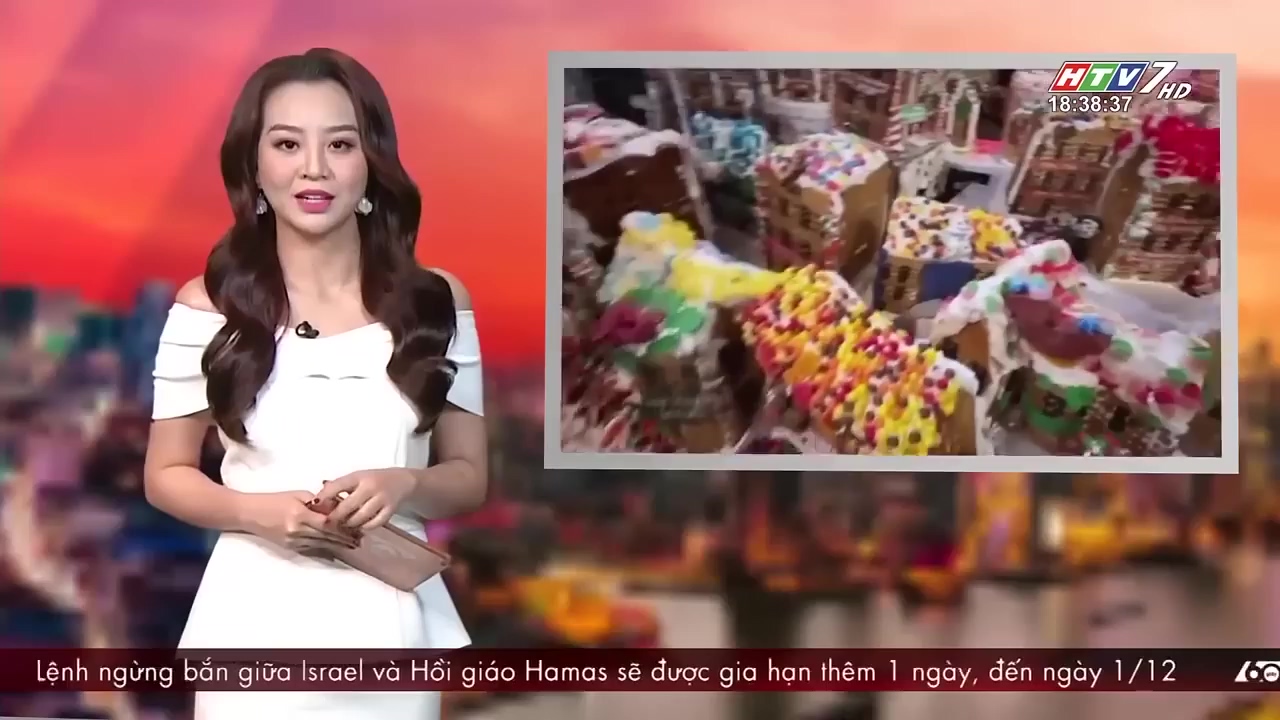 HTV7 HD
18:38:37
Lệnh ngừng bắn giữa Israel và Hồi giáo Hamas sẽ được gia hạn thêm 1 ngày, đến ngày 1/12
60